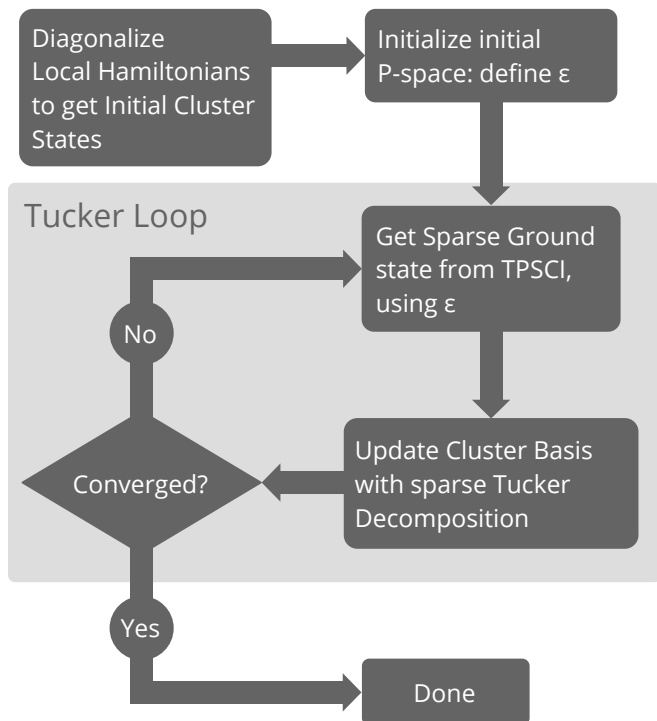 Diagonalize
Local Hamiltonians
to get Initial Cluster
States
Initialize initial
P-space: define ε
Tucker Loop
Get Sparse Ground
state from TPSCI,
using ε
No
Update Cluster Basis
with sparse Tucker
Decomposition
Converged?
Yes
Done